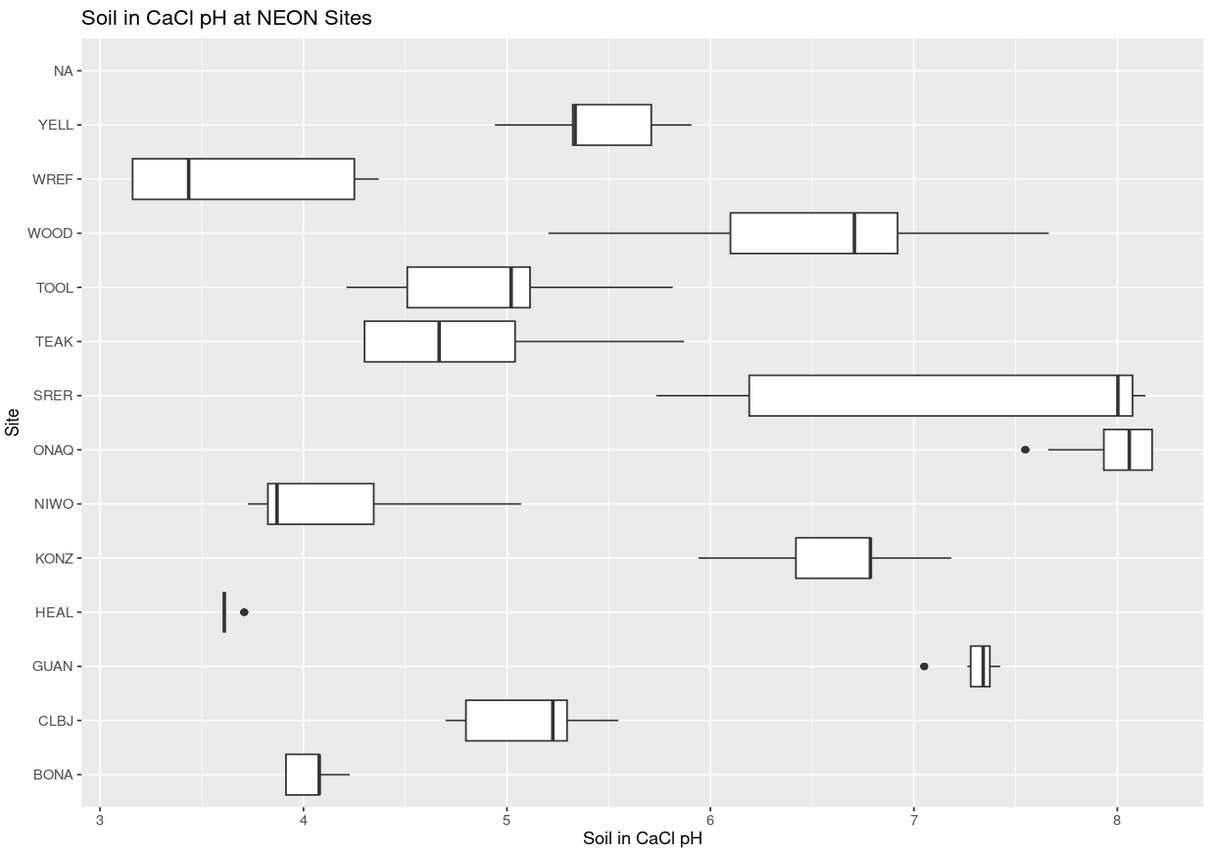 Soil in CaCl pH at NEON Sites
NA
YELL
WREF
WOOD
TOOL
TEAK
SRER
ONAQ
NIWO
KONZ
HEAL
GUAN
CLBJ
BONA
Site
3 4 5 6 7 8
Soil in CaCl pH